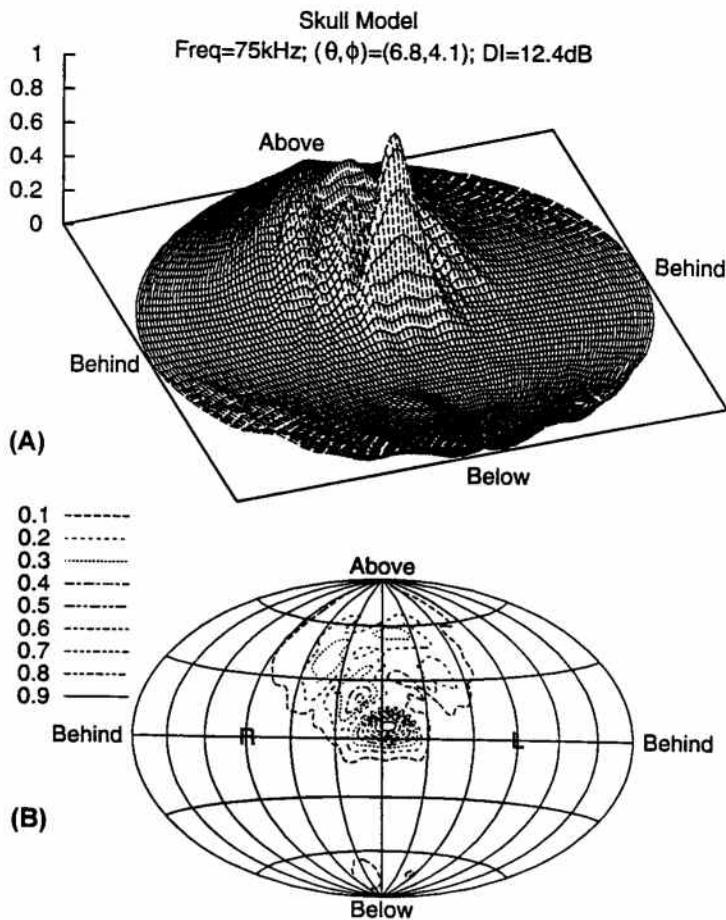 Skull Model
Freq=75kHz; (θ,ϕ)=(6.8,4.1); DI=12.4dB
1
0.8
0.6
0.4
0.2
0
Above
Behind
Behind
Below
(A)
0.1
0.2
0.3
0.4
0.5
0.6
0.7
0.8
0.9
Above
Behind
R
L
Behind
(B)
Below